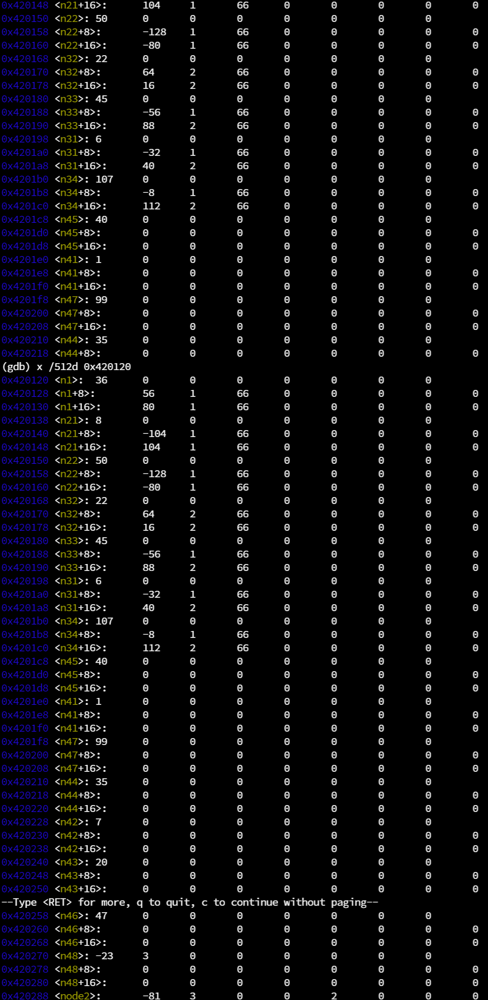 0x420148 <n21+16>: 104 1 66 0 0 0 0 0
0x420150 <n22>: 50 0 0 0 0 0 0 0
0x420158 <n22+8>: -128 1 66 0 0 0 0 0
0x420160 <n22+16>: -80 1 66 0 0 0 0 0
0x420168 <n32>: 22 0 0 0 0 0 0 0
0x420170 <n32+8>: 64 2 66 0 0 0 0 0
0x420178 <n32+16>: 16 2 66 0 0 0 0 0
0x420180 <n33>: 45 0 0 0 0 0 0 0
0x420188 <n33+8>: -56 1 66 0 0 0 0 0
0x420190 <n33+16>: 88 2 66 0 0 0 0 0
0x420198 <n31>: 6 0 0 0 0 0 0 0
0x4201a0 <n31+8>: -32 1 66 0 0 0 0 0
0x4201a8 <n31+16>: 40 2 66 0 0 0 0 0
0x4201b0 <n34>: 107 0 0 0 0 0 0 0
0x4201b8 <n34+8>: -8 1 66 0 0 0 0 0
0x4201c0 <n34+16>: 112 2 66 0 0 0 0 0
0x4201c8 <n45>: 40 0 0 0 0 0 0 0
0x4201d0 <n45+8>: 0 0 0 0 0 0 0 0
0x4201d8 <n45+16>: 0 0 0 0 0 0 0 0
0x4201e0 <n41>: 1 0 0 0 0 0 0 0
0x4201e8 <n41+8>: 0 0 0 0 0 0 0 0
0x4201f0 <n41+16>: 0 0 0 0 0 0 0 0
0x4201f8 <n47>: 99 0 0 0 0 0 0 0
0x420200 <n47+8>: 0 0 0 0 0 0 0 0
0x420208 <n47+16>: 0 0 0 0 0 0 0 0
0x420210 <n44>: 35 0 0 0 0 0 0 0
0x420218 <n44+8>: 0 0 0 0 0 0 0 0
(gdb) x /512d 0x420120
0x420120 <n1>: 36 0 0 0 0 0 0 0
0x420128 <n1+8>: 56 1 66 0 0 0 0 0
0x420130 <n1+16>: 80 1 66 0 0 0 0 0
0x420138 <n21>: 8 0 0 0 0 0 0 0
0x420140 <n21+8>: -104 1 66 0 0 0 0 0
0x420148 <n21+16>: 104 1 66 0 0 0 0 0
0x420150 <n22>: 50 0 0 0 0 0 0 0
0x420158 <n22+8>: -128 1 66 0 0 0 0 0
0x420160 <n22+16>: -80 1 66 0 0 0 0 0
0x420168 <n32>: 22 0 0 0 0 0 0 0
0x420170 <n32+8>: 64 2 66 0 0 0 0 0
0x420178 <n32+16>: 16 2 66 0 0 0 0 0
0x420180 <n33>: 45 0 0 0 0 0 0 0
0x420188 <n33+8>: -56 1 66 0 0 0 0 0
0x420190 <n33+16>: 88 2 66 0 0 0 0 0
0x420198 <n31>: 6 0 0 0 0 0 0 0
0x4201a0 <n31+8>: -32 1 66 0 0 0 0 0
0x4201a8 <n31+16>: 40 2 66 0 0 0 0 0
0x4201b0 <n34>: 107 0 0 0 0 0 0 0
0x4201b8 <n34+8>: -8 1 66 0 0 0 0 0
0x4201c0 <n34+16>: 112 2 66 0 0 0 0 0
0x4201c8 <n45>: 40 0 0 0 0 0 0 0
0x4201d0 <n45+8>: 0 0 0 0 0 0 0 0
0x4201d8 <n45+16>: 0 0 0 0 0 0 0 0
0x4201e0 <n41>: 1 0 0 0 0 0 0 0
0x4201e8 <n41+8>: 0 0 0 0 0 0 0 0
0x4201f0 <n41+16>: 0 0 0 0 0 0 0 0
0x4201f8 <n47>: 99 0 0 0 0 0 0 0
0x420200 <n47+8>: 0 0 0 0 0 0 0 0
0x420208 <n47+16>: 0 0 0 0 0 0 0 0
0x420210 <n44>: 35 0 0 0 0 0 0 0
0x420218 <n44+8>: 0 0 0 0 0 0 0 0
0x420220 <n44+16>: 0 0 0 0 0 0 0 0
0x420228 <n42>: 7 0 0 0 0 0 0 0
0x420230 <n42+8>: 0 0 0 0 0 0 0 0
0x420238 <n42+16>: 0 0 0 0 0 0 0 0
0x420240 <n43>: 20 0 0 0 0 0 0 0
0x420248 <n43+8>: 0 0 0 0 0 0 0 0
0x420250 <n43+16>: 0 0 0 0 0 0 0 0
--Type <RET> for more, q to quit, c to continue without paging--
0x420258 <n46>: 47 0 0 0 0 0 0 0
0x420260 <n46+8>: 0 0 0 0 0 0 0 0
0x420268 <n46+16>: 0 0 0 0 0 0 0 0
0x420270 <n48>: -23 3 0 0 0 0 0 0
0x420278 <n48+8>: 0 0 0 0 0 0 0 0
0x420280 <n48+16>: 0 0 0 0 0 0 0 0
0x420288 <node2>: -81 3 0 0 2 0 0 0